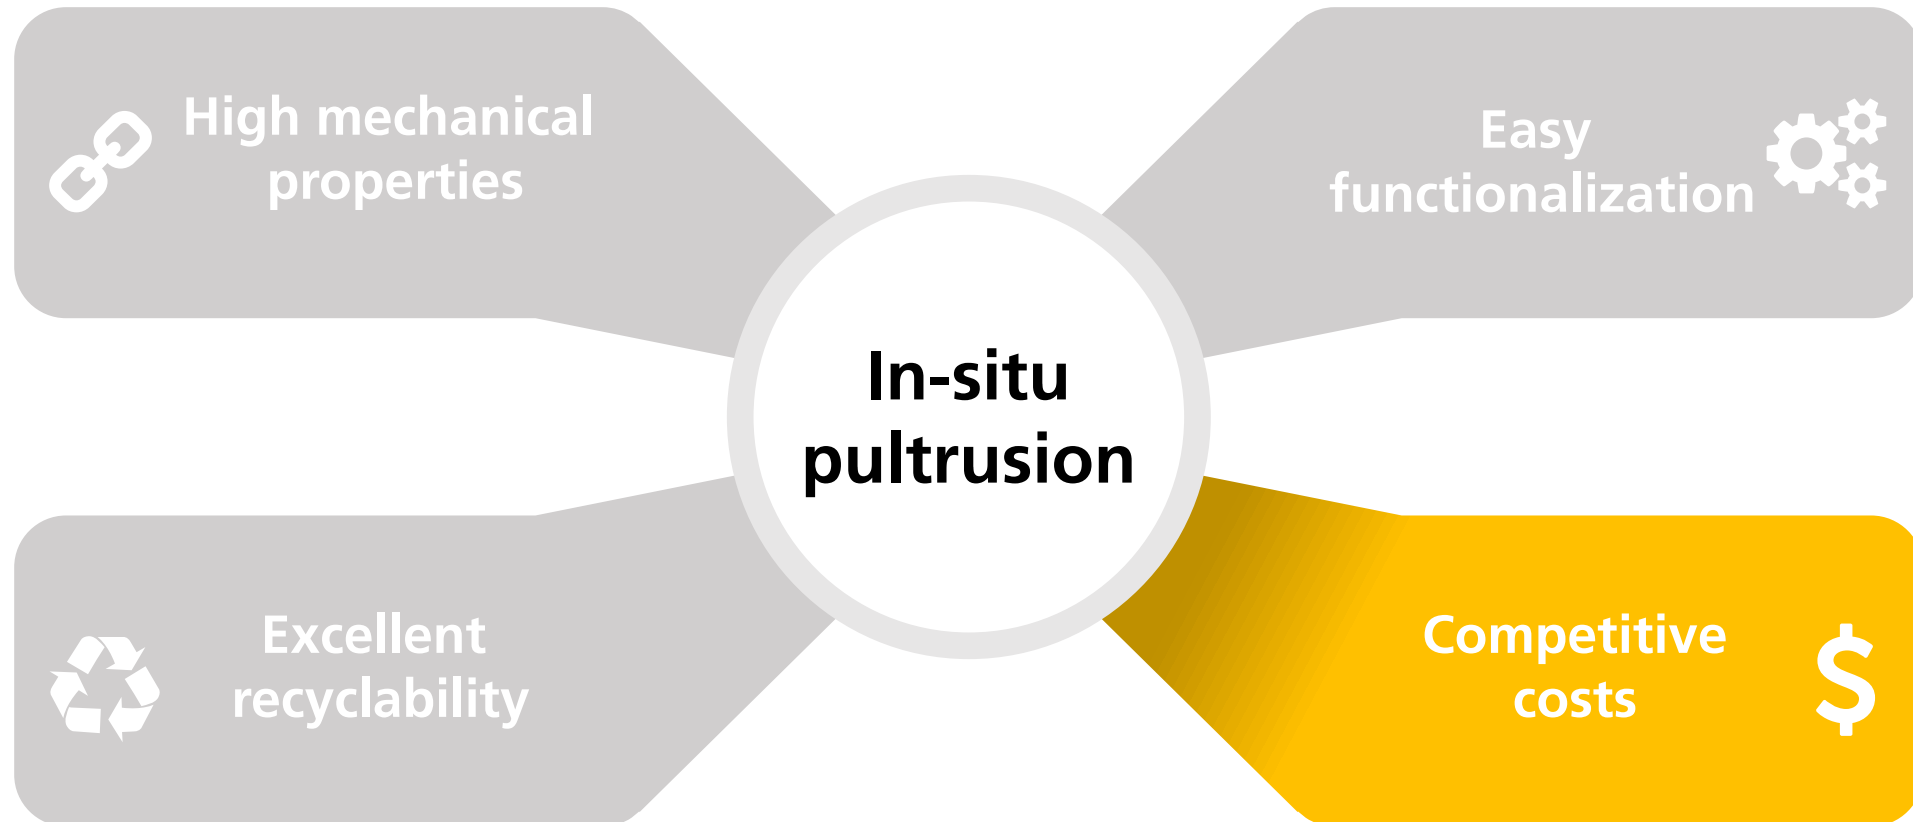 High mechanical
properties
Easy
functionalization
In-situ
pultrusion
Excellent
recyclability
Competitive
costs
$